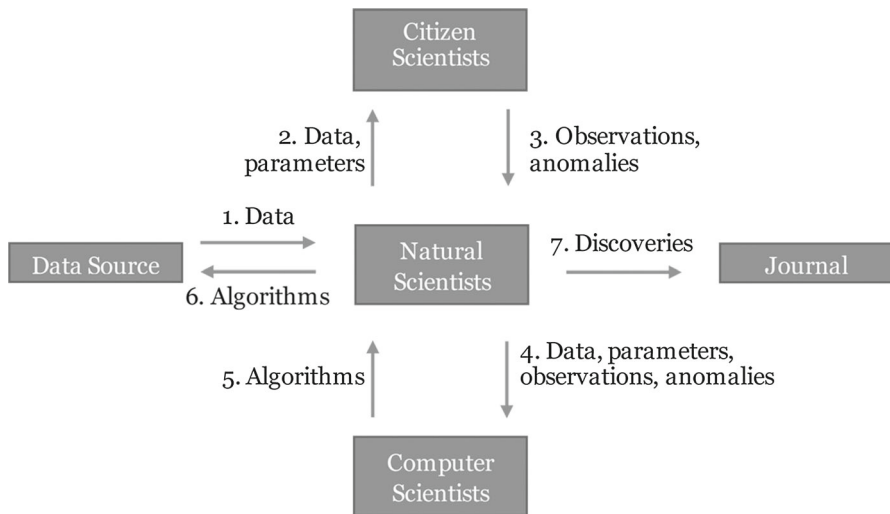 Citizen
Scientists
2. Data,
parameters
3. Observations,
anomalies
1. Data
Data Source
6. Algorithms
Natural
Scientists
7. Discoveries
Journal
5. Algorithms
4. Data, parameters,
observations, anomalies
Computer
Scientists